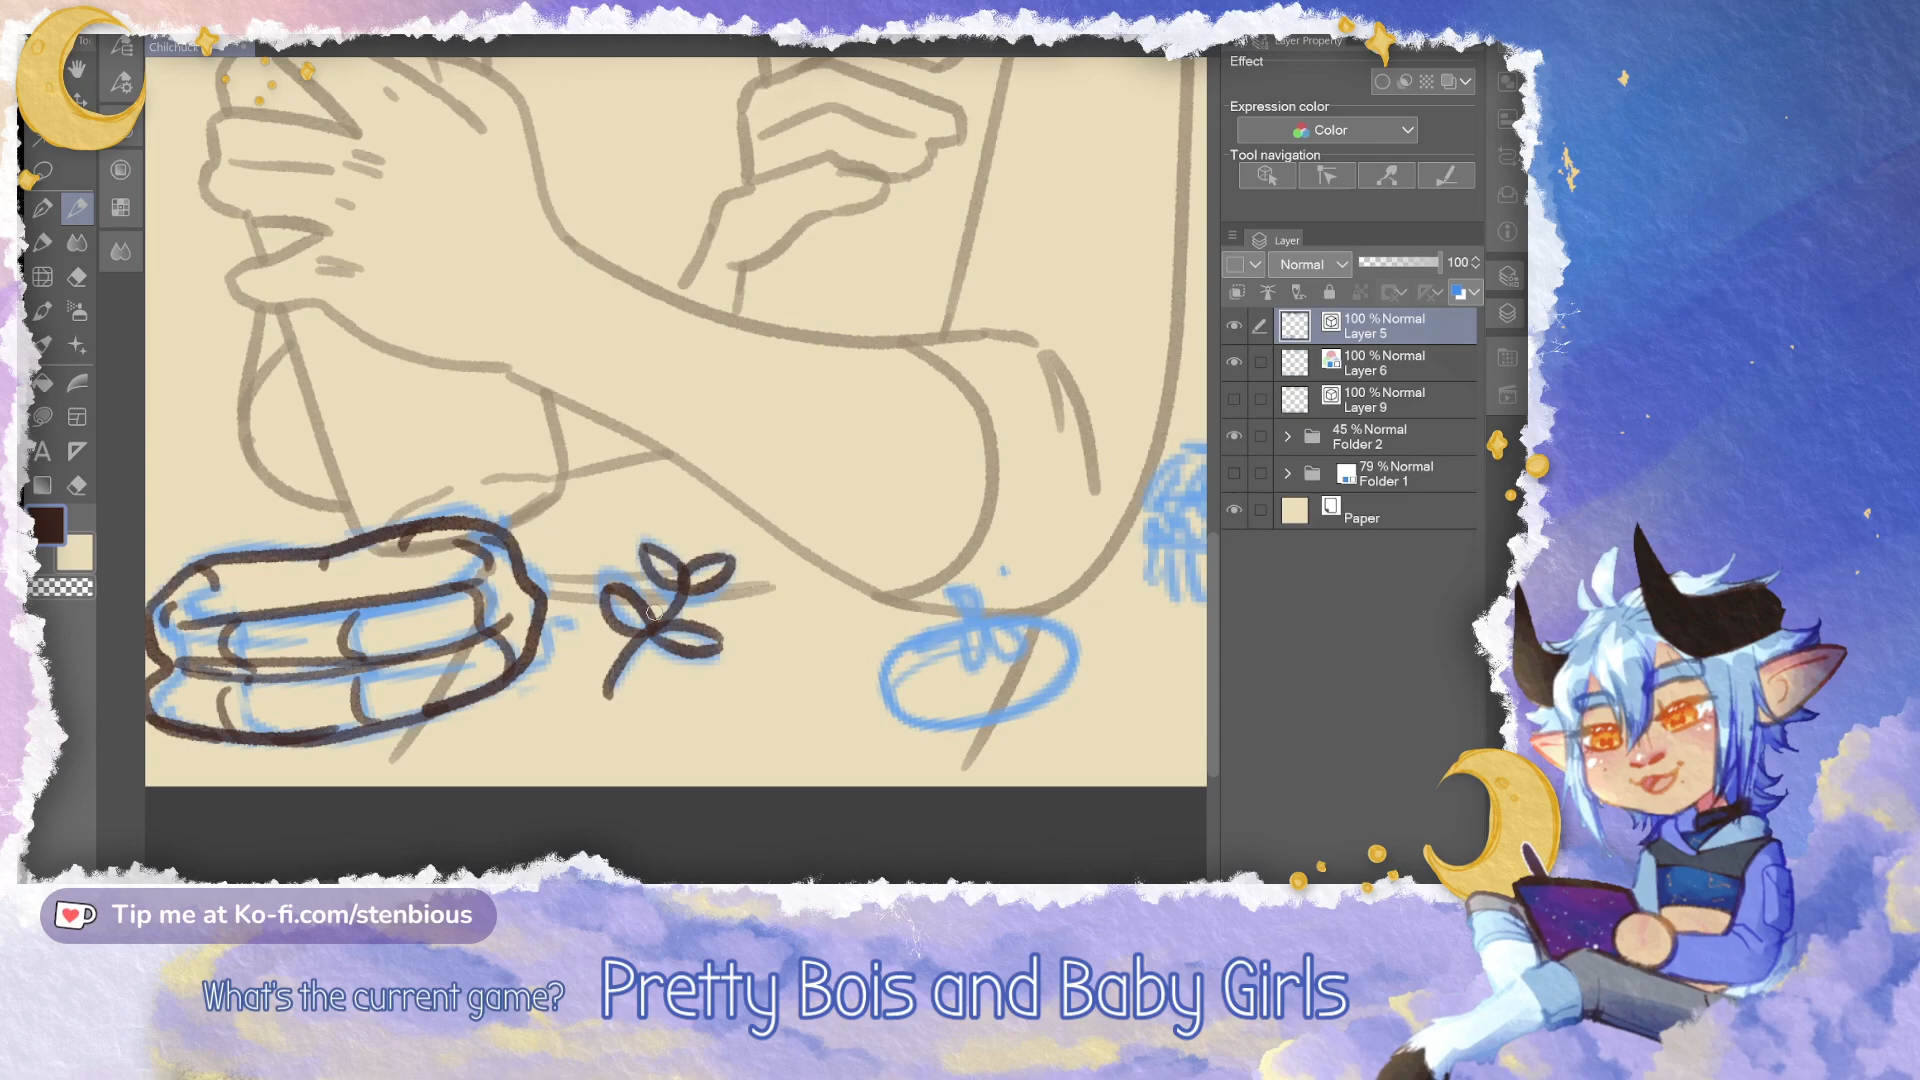 Chilchuck
Layer Property
Effect
Expression color
Color
Tool navigation
Layer
Normal
100
100 % Normal
Layer 5
100 % Normal
Layer 6
100 % Normal
Layer 9
45 % Normal
Folder 2
79 % Normal
Folder 1
Paper
Tip me at Ko-fi.com/stenbious
What's the current game?
Pretty Bois and Baby Girls